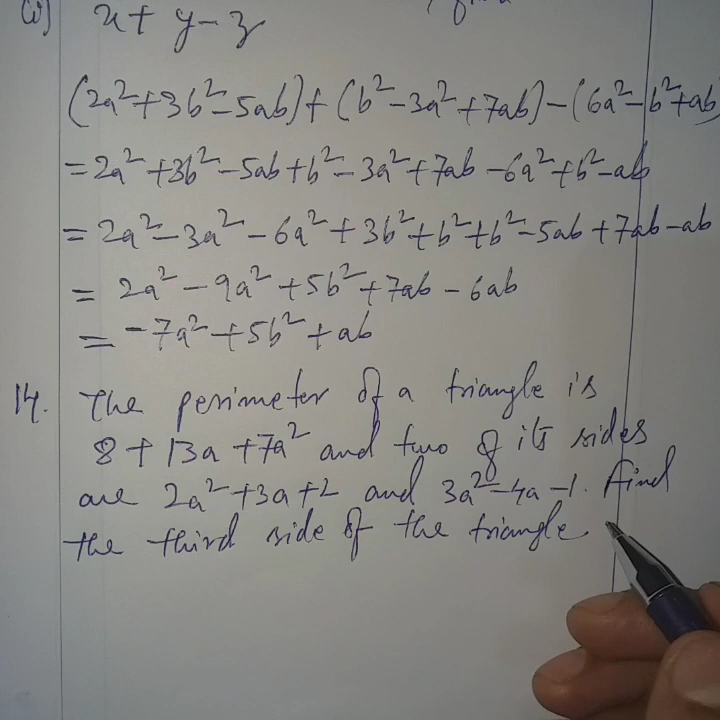 x + y - z
(2a²+3b²-5ab)+(b²-3a²+7ab)-(6a²-b²+ab)
=2a²+3b²-5ab+b²-3a²+7ab-6a²+b²-ab
= 2a²-3a²-6a²+3b²+b²+b²-5ab+7ab-ab
= 2a²-9a²+5b²+7ab-6ab
= -7a²+5b²+ab
14. The perimeter of a triangle is
8+13a+7a² and two of its sides
are 2a²+3a+2 and 3a²-4a-1. Find
the third side of the triangle.